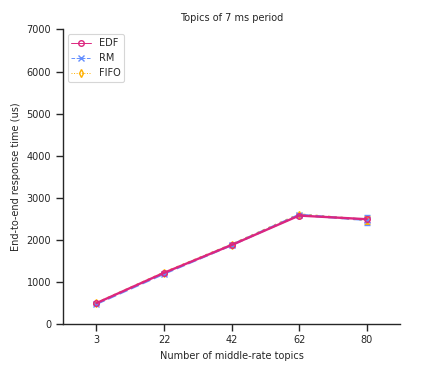 Topics of 7 ms period
7000
6000
5000
4000
3000
2000
1000
0
End-to-end response time (us)
EDF
RM
FIFO
3 22 42 62 80
Number of middle-rate topics